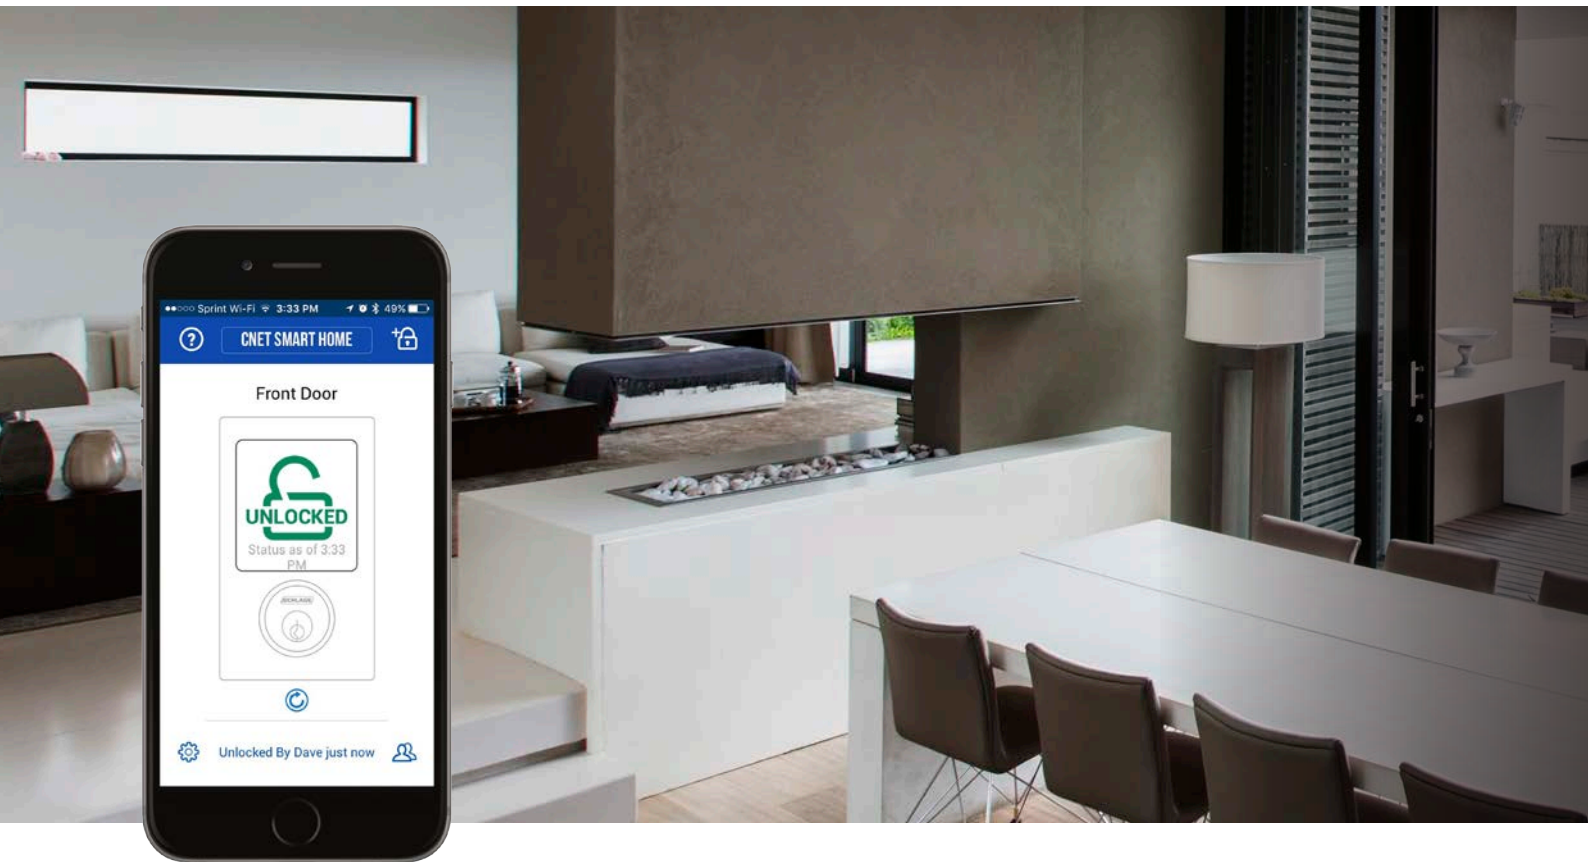 Sprint Wi-Fi 3:33 PM 49%
?
CNET SMART HOME
Front Door
UNLOCKED
Status as of 3:33
PM
SCHLAGE
Unlocked By Dave just now